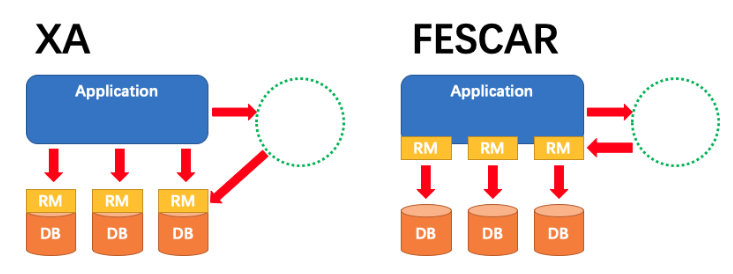 XA
FESCAR
Application
Application
RM RM RM
RM RM RM
DB DB DB
DB DB DB